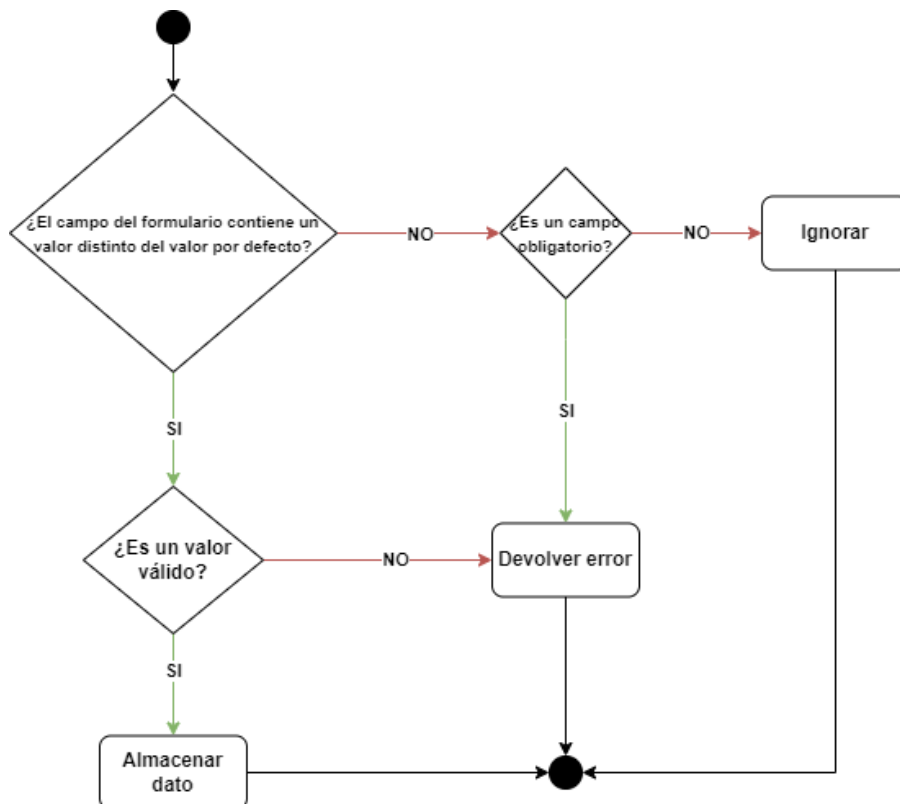 ¿El campo del formulario contiene un
valor distinto del valor por defecto?
NO
¿Es un campo
obligatorio?
NO
Ignorar
SI
SI
¿Es un valor
válido?
NO
Devolver error
SI
Almacenar
dato